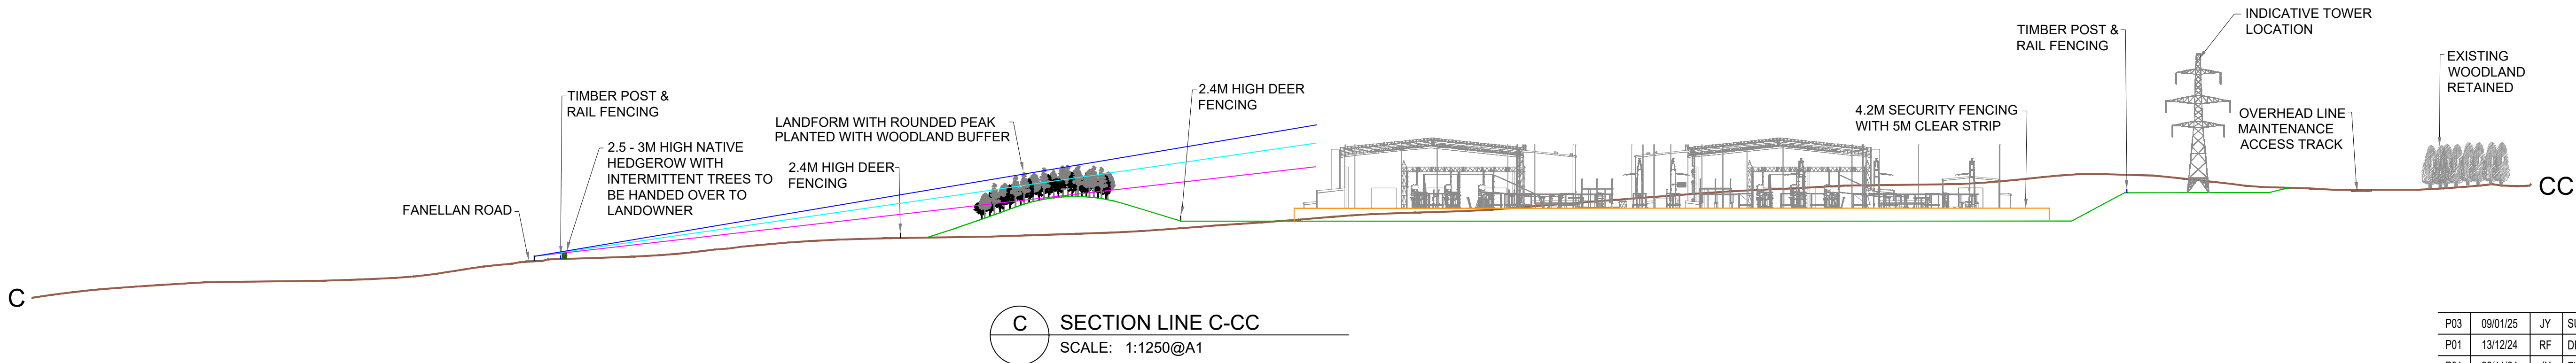 INDICATIVE TOWER
LOCATION
TIMBER POST &
RAIL FENCING
EXISTING
WOODLAND
RETAINED
2.4M HIGH DEER
FENCING
TIMBER POST &
RAIL FENCING
4.2M SECURITY FENCING
WITH 5M CLEAR STRIP
OVERHEAD LINE
MAINTENANCE
ACCESS TRACK
LANDFORM WITH ROUNDED PEAK
PLANTED WITH WOODLAND BUFFER
2.5 - 3M HIGH NATIVE
HEDGEROW WITH
INTERMITTENT TREES TO
BE HANDED OVER TO
LANDOWNER
2.4M HIGH DEER
FENCING
FANELLAN ROAD
CC
C
C SECTION LINE C-CC
SCALE: 1:1250@A1
P03 09/01/25 JY
P01 13/12/24 RF